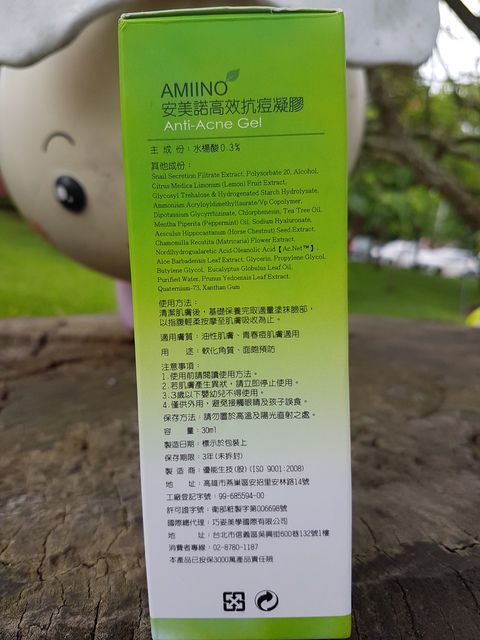 AMIINO
安美諾高效抗痘凝膠
Anti-Acne Gel
主 成 份：水楊酸0.3%
其他成份：
Snail Secretion Filtrate Extract, Polysorbate 20, Alcohol,
Citrus Medica Limonum (Lemon) Fruit Extract,
Glycosyl Trehalose & Hydrogenated Starch Hydrolysate,
Ammonium Acryloyldimethyltaurate/Vp Copolymer,
Dipotassium Glycyrrhizinate, Chlorphenesin, Tea Tree Oil,
Mentha Piperita (Peppermint) Oil, Sodium Hyaluronate,
Aesculus Hippocastanum (Horse Chestnut) Seed Extract,
Chamomilla Recutita (Matricaria) Flower Extract,
Nordihydroguaiaretic Acid·Oleanolic Acid【Ac.Net™】,
Aloe Barbadensis Leaf Extract, Glycerin, Propylene Glycol,
Butylene Glycol, Eucalyptus Globulus Leaf Oil,
Purified Water, Prunus Yedoensis Leaf Extract,
Quaternium-73, Xanthan Gum
使用方法：
清潔肌膚後，基礎保養完取適量塗抹臉部，
以指腹輕柔按摩至肌膚吸收為止。
適用膚質：油性肌膚、青春痘肌膚適用
用 途：軟化角質、面皰預防
注意事項：
1.使用前請閱讀使用方法。
2.若肌膚產生異狀，請立即停止使用。
3.3歲以下嬰幼兒不得使用。
4.僅供外用，避免接觸眼睛及孩子誤食。
保存方法：請勿置於高溫及陽光直射之處。
容 量：30ml
製造日期：標示於包裝上
保存期限：3年(未拆封)
製 造 商：優能生技(股) (ISO 9001:2008)
地 址：高雄市燕巢區安招里安林路14號
工廠登記字號：99-685594-00
許可證字號：衛部粧製字第006698號
國際總代理：巧姿美學國際有限公司
地 址：台北市信義區吳興街600巷132號1樓
消費者專線：02-8780-1187
本產品已投保3000萬產品責任險